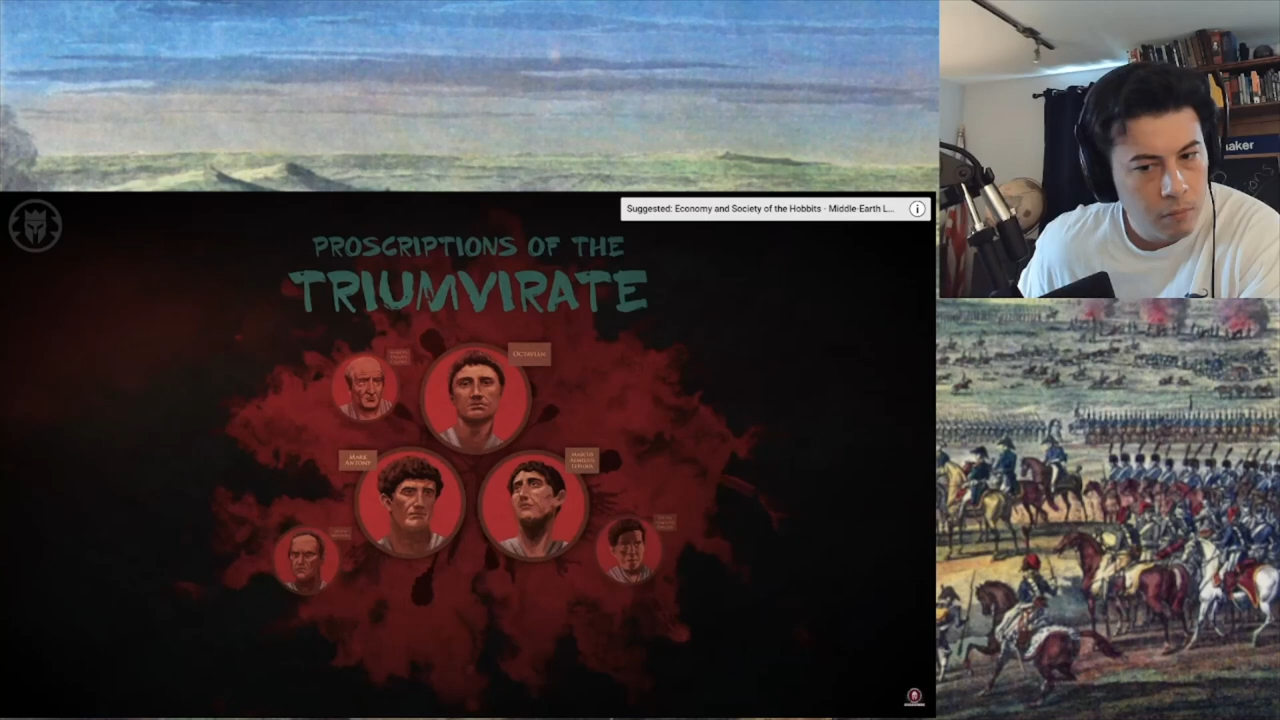 Suggested: Economy and Society of the Hobbits - Middle-Earth L...
PROSCRIPTIONS OF THE
TRIUMVIRATE
OCTAVIAN
MARK
ANTONY
MARCUS
AEMILIUS
LEPIDUS
aker